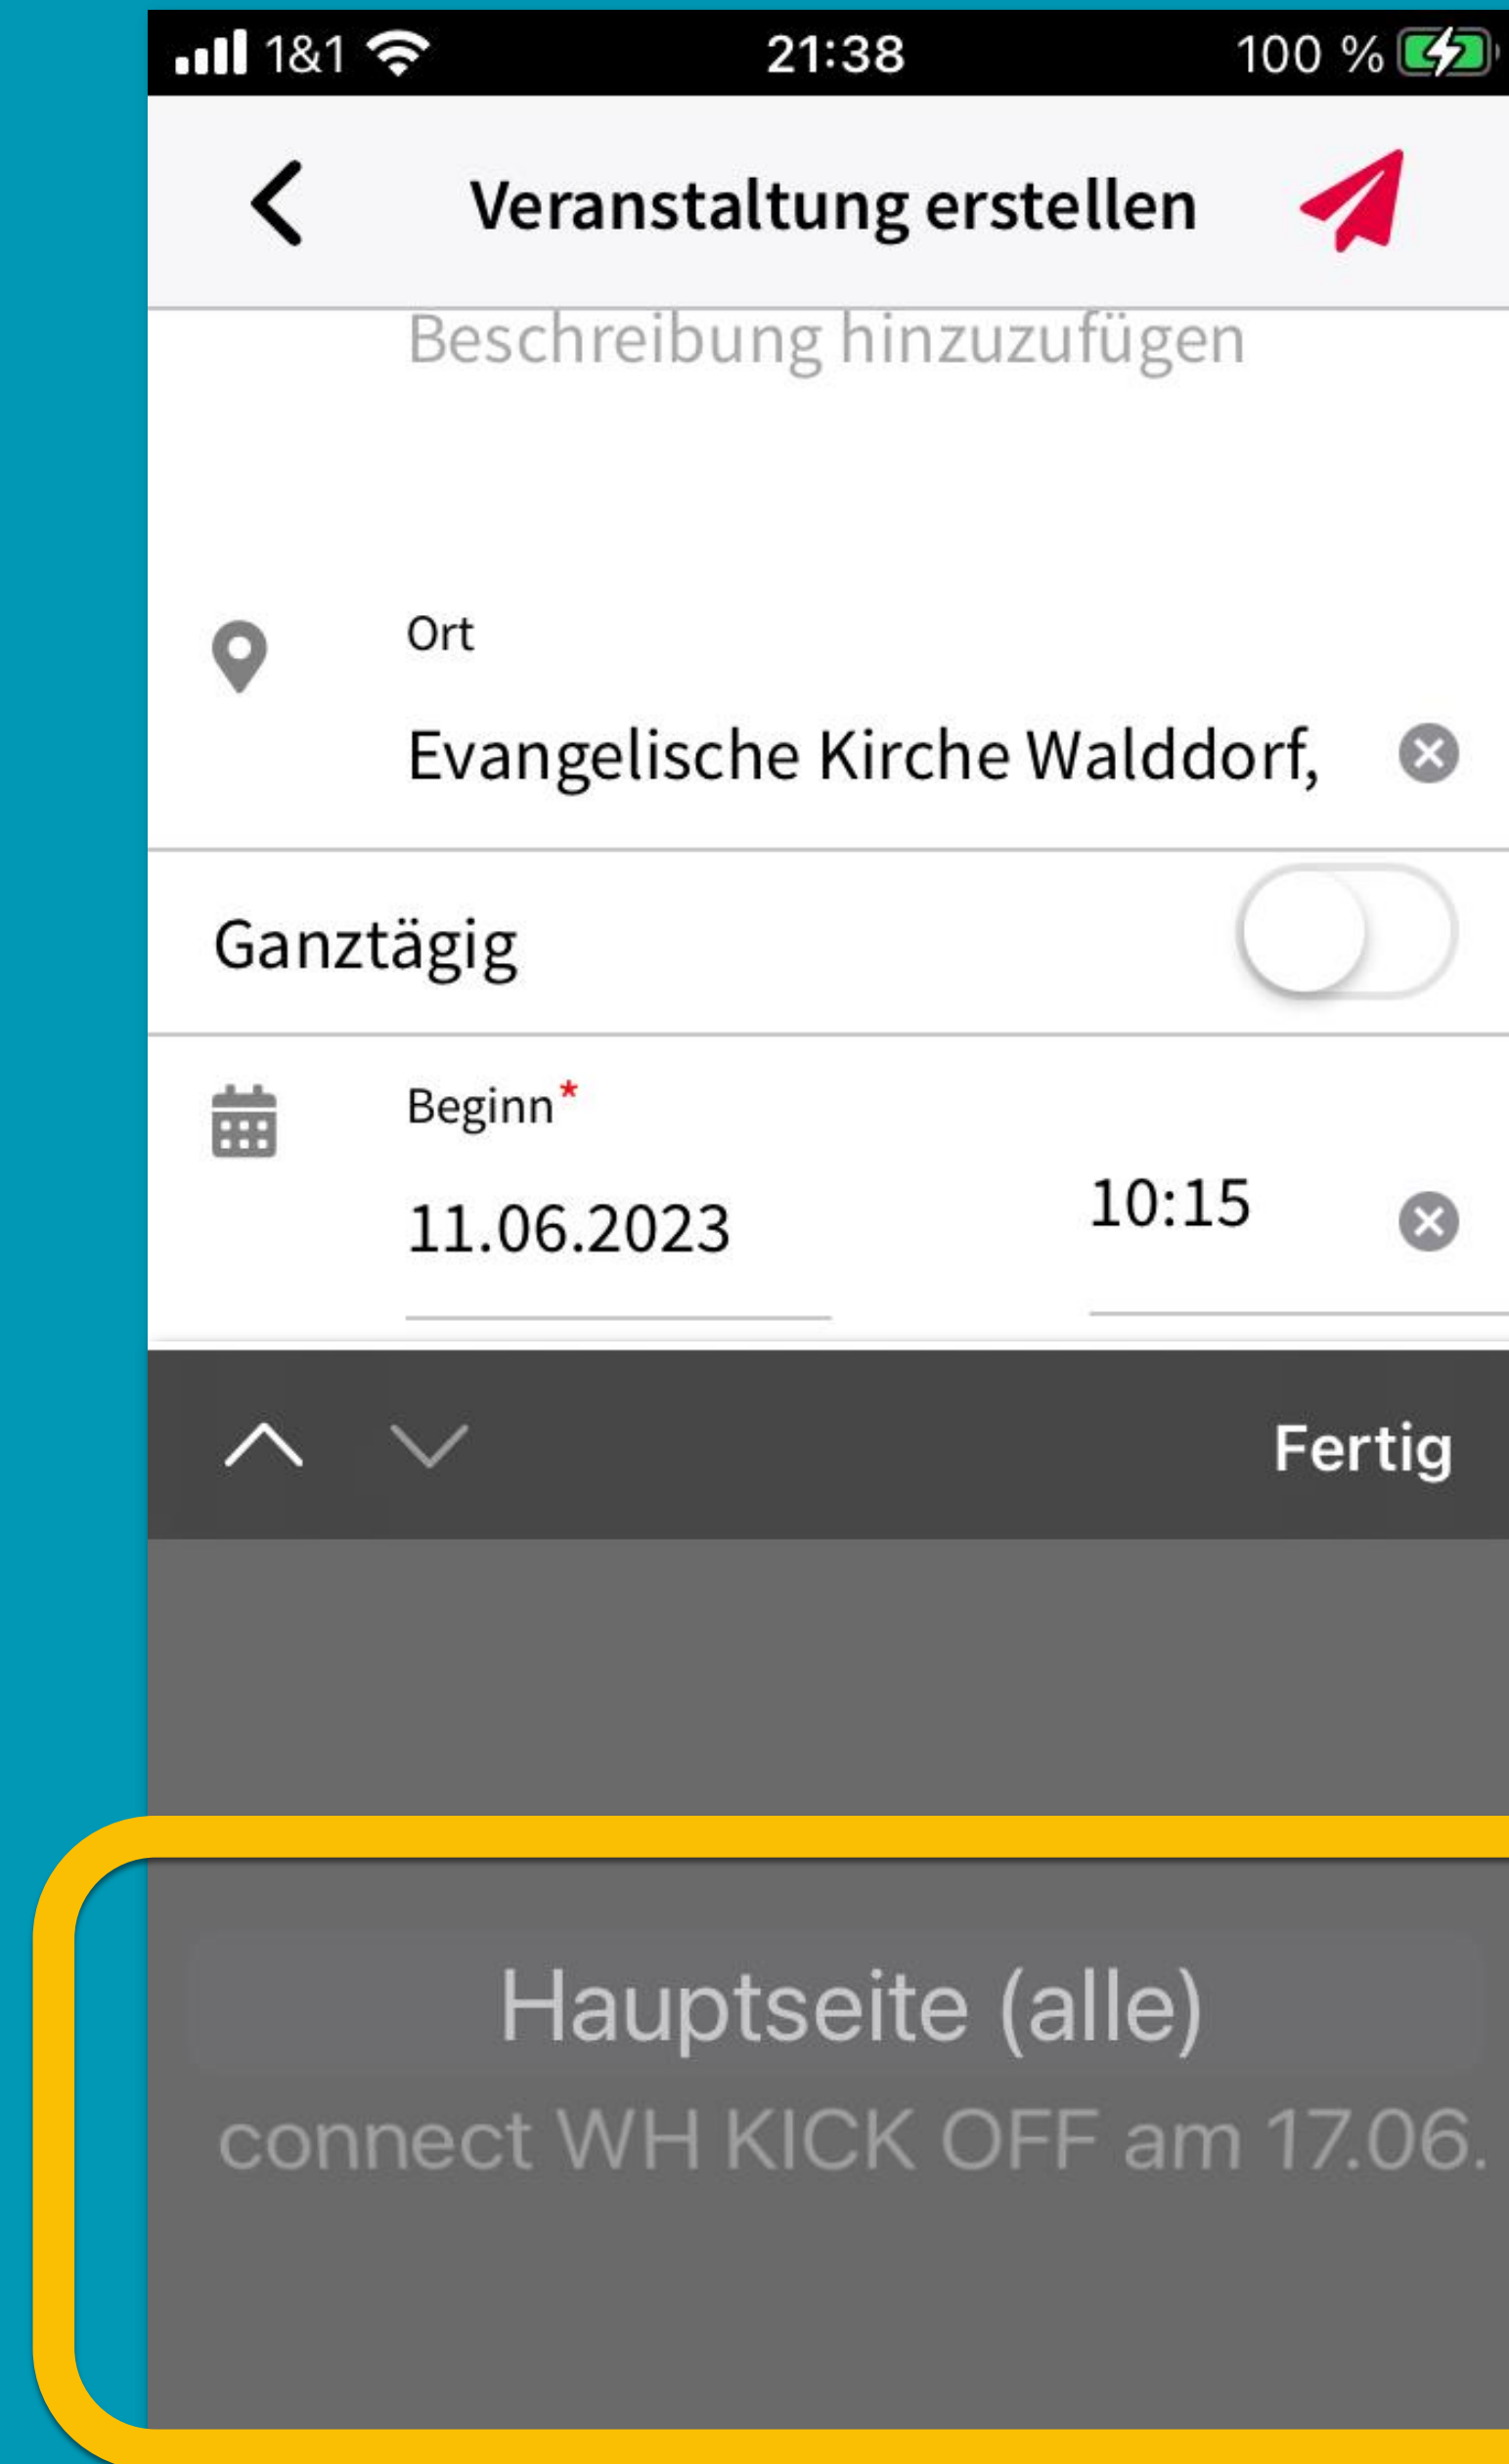 1&1 21:38 100 %
Veranstaltung erstellen
Beschreibung hinzuzufügen
Ort
Evangelische Kirche Walddorf,
Ganztägig
Beginn*
11.06.2023 10:15
Fertig
Hauptseite (alle)
connect WH KICK OFF am 17.06.